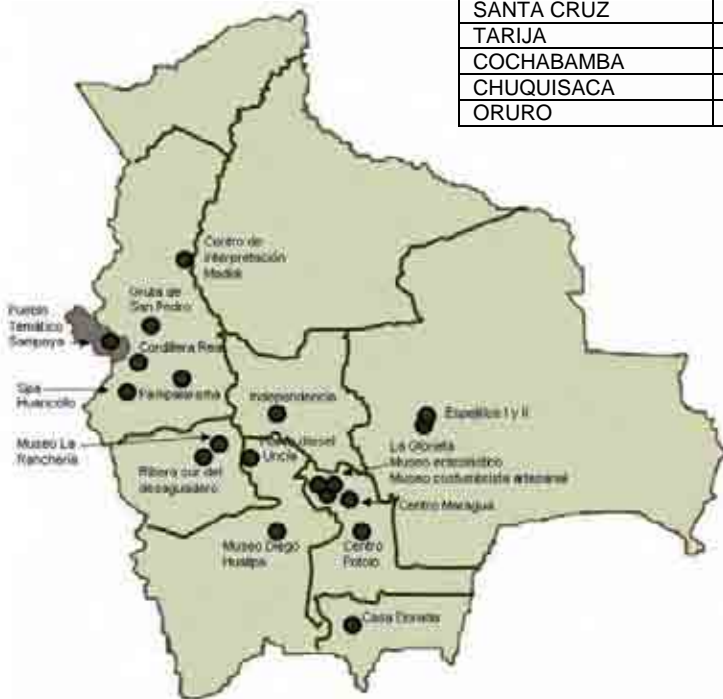 SANTA CRUZ
TARIJA
COCHABAMBA
CHUQUISACA
ORURO
Centro de
interpretación
Madidi
Gruta de
San Pedro
Pueblo
Temático
Sampaya
Cordillera Real
Spa
Huancollo
Pampalarama
Independencia
Espejillos I y II
Museo La
Ranchería
diesel
Uncía
La Glorieta
Museo eclesiástico
Museo costumbrista artesanal
Ribera sur del
desaguadero
Centro Maragua
Museo Diego
Huallpa
Centro
Potolo
Casa Dorada